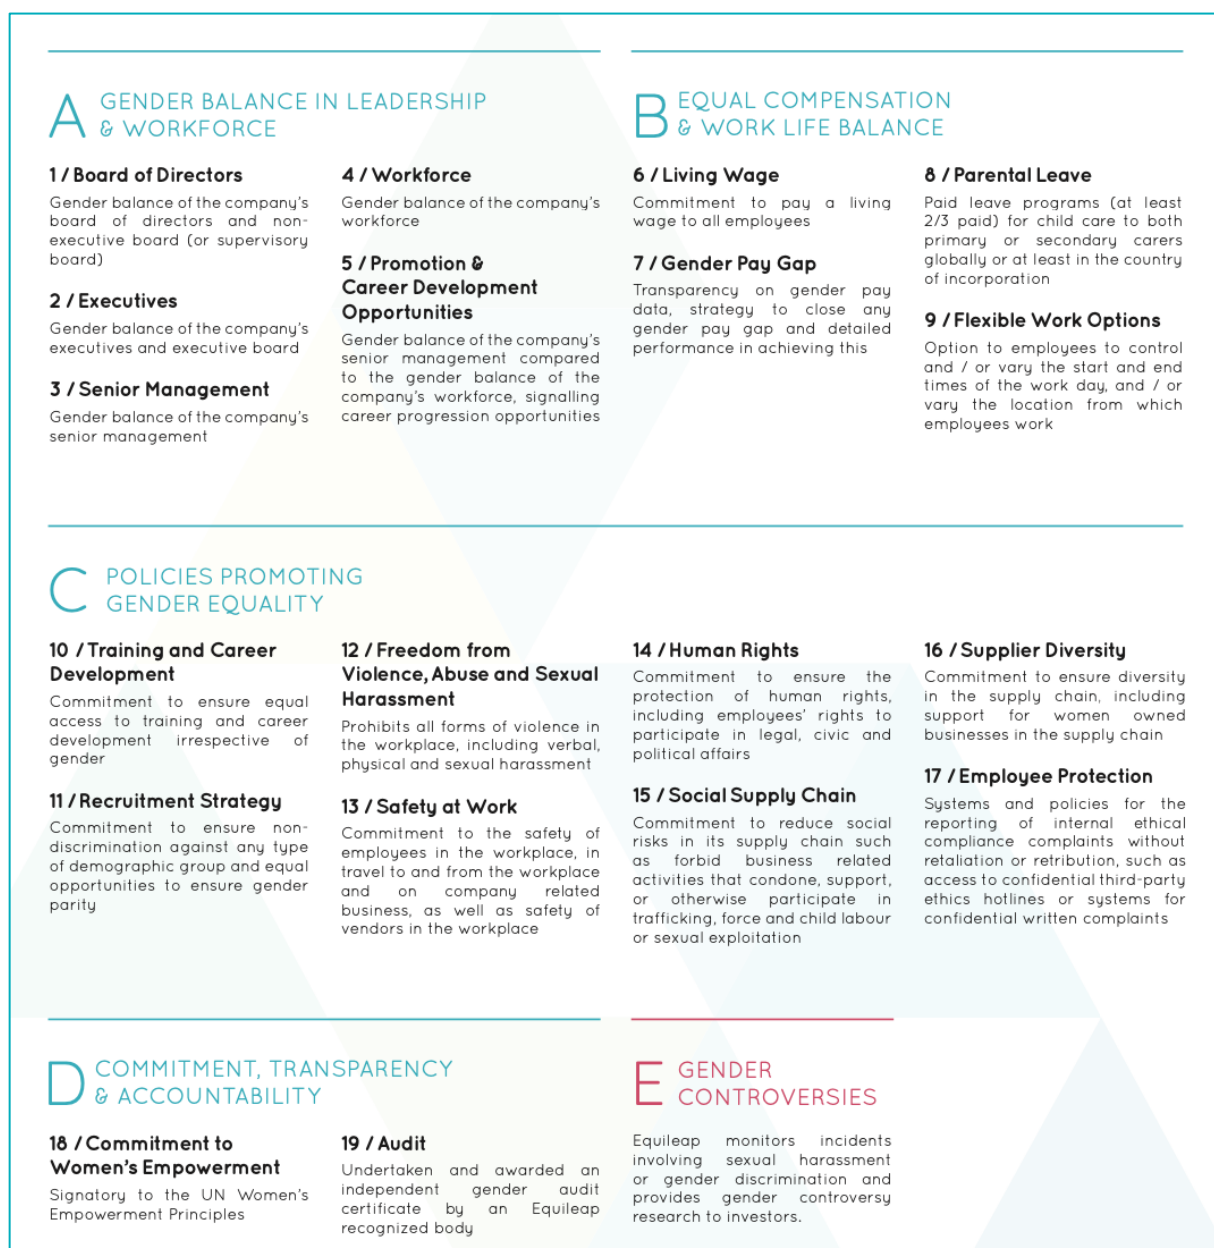 A GENDER BALANCE IN LEADERSHIP
& WORKFORCE
1 / Board of Directors
Gender balance of the company's
board of directors and non-
executive board (or supervisory
board)
2 / Executives
Gender balance of the company's
executives and executive board
3 / Senior Management
Gender balance of the company's
senior management
4 / Workforce
Gender balance of the company's
workforce
5 / Promotion &
Career Development
Opportunities
Gender balance of the company's
senior management compared
to the gender balance of the
company's workforce, signalling
career progression opportunities
B EQUAL COMPENSATION
& WORK LIFE BALANCE
6 / Living Wage
Commitment to pay a living
wage to all employees
7 / Gender Pay Gap
Transparency on gender pay
data, strategy to close any
gender pay gap and detailed
performance in achieving this
8 / Parental Leave
Paid leave programs (at least
2/3 paid) for child care to both
primary or secondary carers
globally or at least in the country
of incorporation
9 / Flexible Work Options
Option to employees to control
and / or vary the start and end
times of the work day, and / or
vary the location from which
employees work
C POLICIES PROMOTING
GENDER EQUALITY
10 / Training and Career
Development
Commitment to ensure equal
access to training and career
development irrespective of
gender
11 / Recruitment Strategy
Commitment to ensure non-
discrimination against any type
of demographic group and equal
opportunities to ensure gender
parity
12 / Freedom from
Violence, Abuse and Sexual
Harassment
Prohibits all forms of violence in
the workplace, including verbal,
physical and sexual harassment
13 / Safety at Work
Commitment to the safety of
employees in the workplace, in
travel to and from the workplace
and on company related
business, as well as safety of
vendors in the workplace
14 / Human Rights
Commitment to ensure the
protection of human rights,
including employees' rights to
participate in legal, civic and
political affairs
15 / Social Supply Chain
Commitment to reduce social
risks in its supply chain such
as forbid business related
activities that condone, support,
or otherwise participate in
trafficking, force and child labour
or sexual exploitation
16 / Supplier Diversity
Commitment to ensure diversity
in the supply chain, including
support for women owned
businesses in the supply chain
17 / Employee Protection
Systems and policies for the
reporting of internal ethical
compliance complaints without
retaliation or retribution, such as
access to confidential third-party
ethics hotlines or systems for
confidential written complaints
D COMMITMENT, TRANSPARENCY
& ACCOUNTABILITY
18 / Commitment to
Women's Empowerment
Signatory to the UN Women's
Empowerment Principles
19 / Audit
Undertaken and awarded an
independent gender audit
certificate by an Equileap
recognized body
E GENDER
CONTROVERSIES
Equileap monitors incidents
involving sexual harassment
or gender discrimination and
provides gender controversy
research to investors.